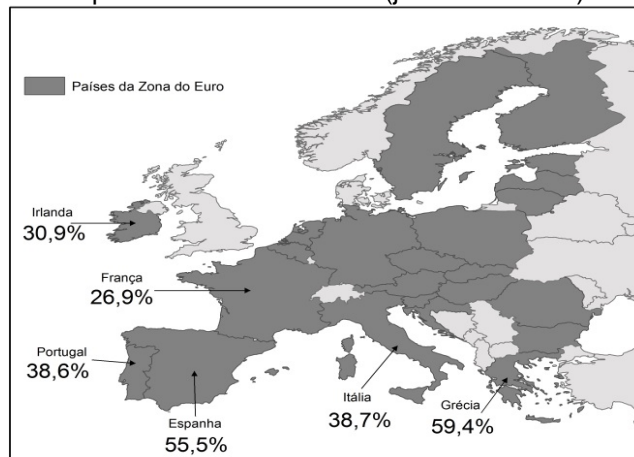 Países da Zona do Euro
Irlanda
30,9%
França
26,9%
Portugal
38,6%
Espanha
55,5%
Itália
38,7%
Grécia
59,4%